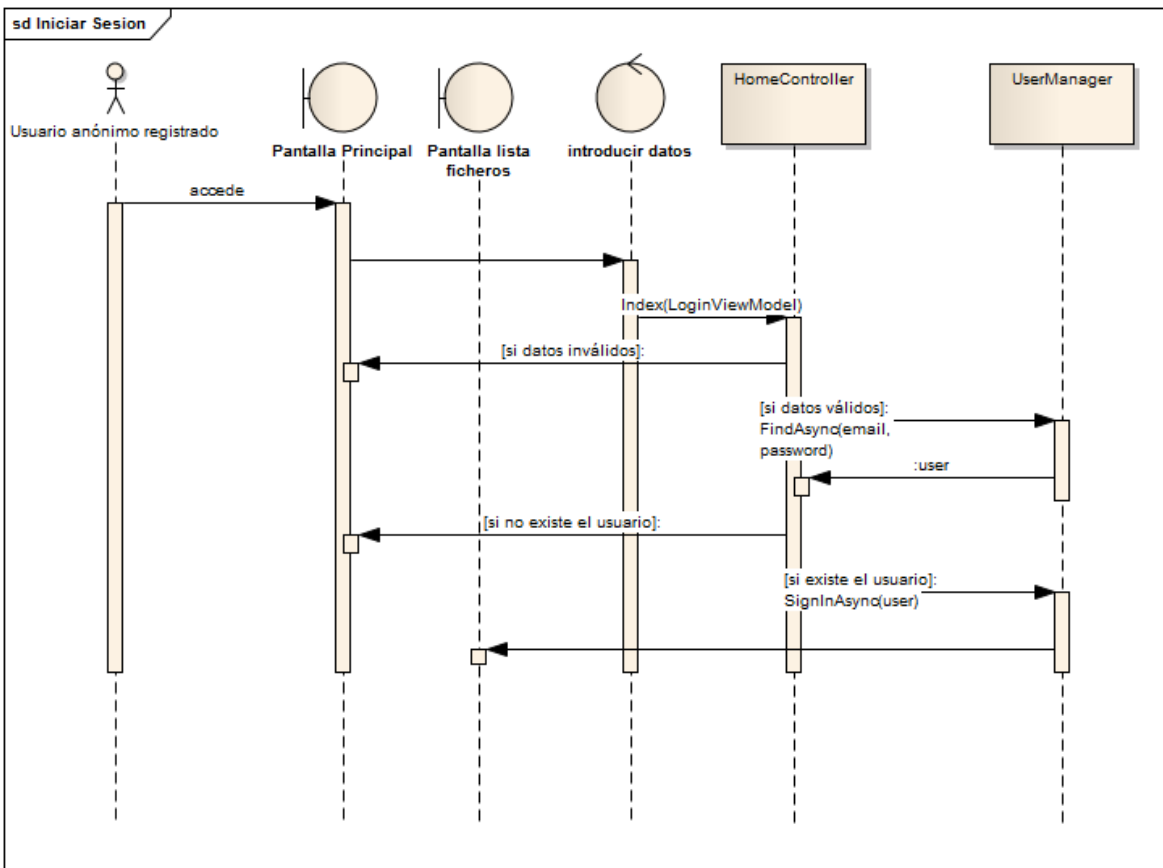 sd Iniciar Sesion
HomeController
UserManager
Usuario anónimo registrado
Pantalla Principal
Pantalla lista
ficheros
introducir datos
accede
Index(LoginViewModel)
[si datos inválidos]:
[si datos válidos]:
FindAsync(email,
password)
:user
[si no existe el usuario]:
[si existe el usuario]:
SignInAsync(user)